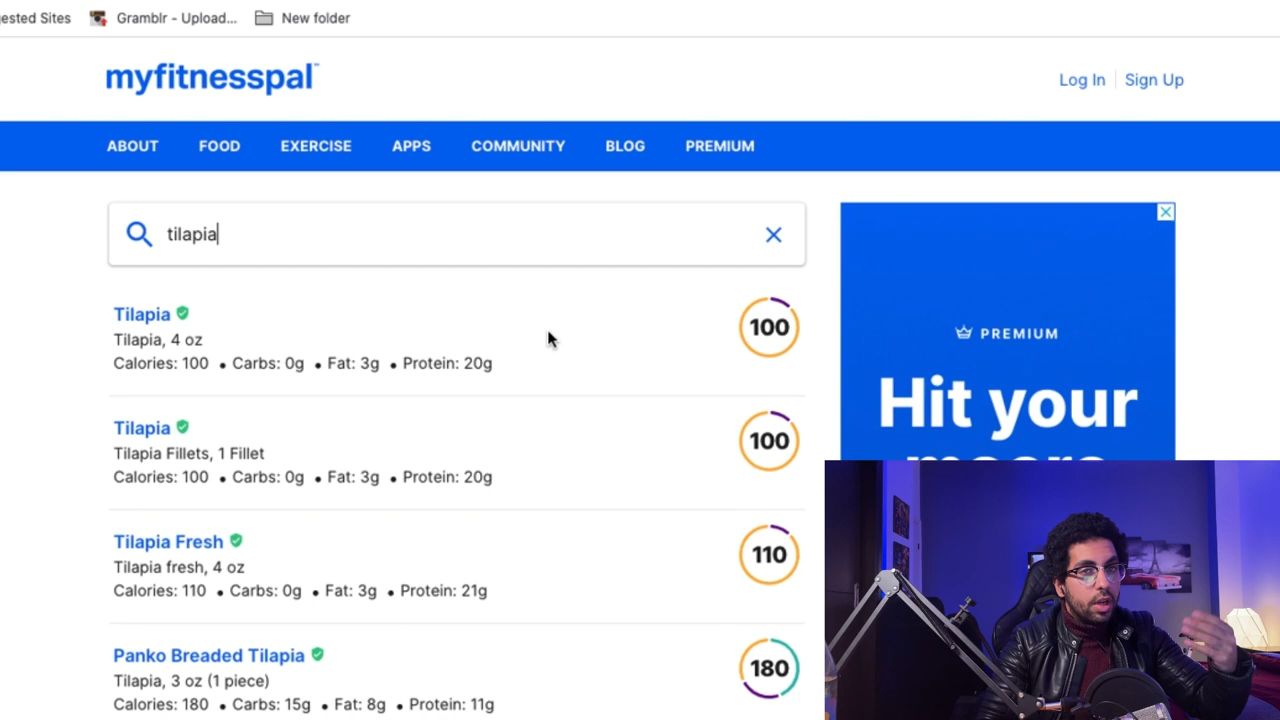 ested Sites
Gramblr - Upload...
New folder
myfitnesspal™
Log In
Sign Up
ABOUT
FOOD
EXERCISE
APPS
COMMUNITY
BLOG
PREMIUM
tilapia
Tilapia
Tilapia, 4 oz
Calories: 100 • Carbs: 0g • Fat: 3g • Protein: 20g
100
Tilapia
Tilapia Fillets, 1 Fillet
Calories: 100 • Carbs: 0g • Fat: 3g • Protein: 20g
100
Tilapia Fresh
Tilapia fresh, 4 oz
Calories: 110 • Carbs: 0g • Fat: 3g • Protein: 21g
110
Panko Breaded Tilapia
Tilapia, 3 oz (1 piece)
Calories: 180 • Carbs: 15g • Fat: 8g • Protein: 11g
180
PREMIUM
Hit your